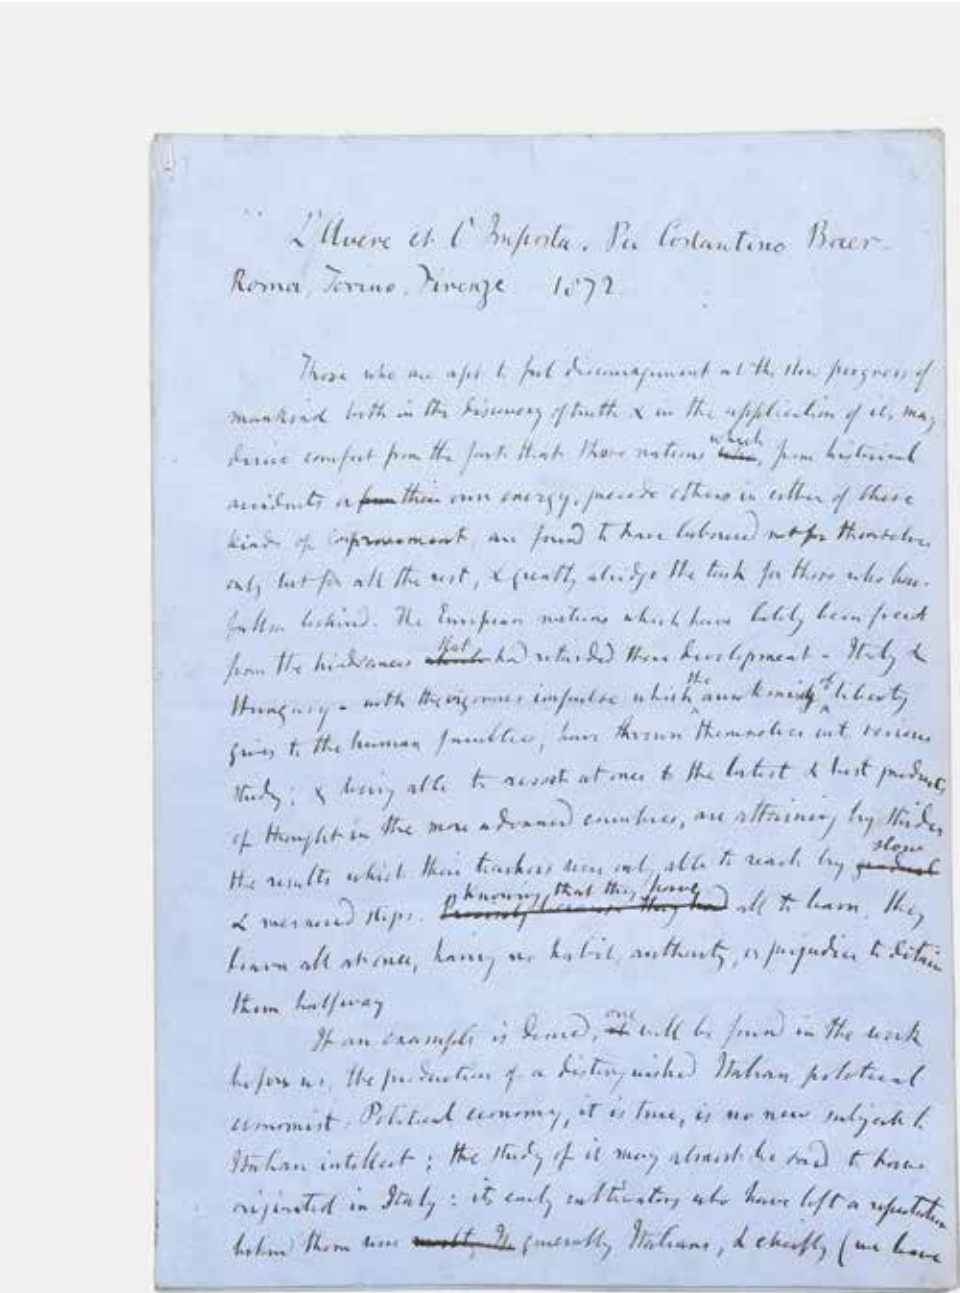 L'Avere et l'Imposta. Per Costantino Baer.
Roma, Torino, Firenze 1872.
Those who are apt to feel discouragement at the slow progress of
mankind both in the discovery of truth & in the application of it, may
derive comfort from the fact that those nations which, from historical
accidents or from their own energy, precede others in either of these
kinds of improvement, are found to have laboured not for themselves
only but for all the rest, & greatly abridge the task for those who have
fallen behind. The European nations which have lately been freed
from the hindrances that had retarded their development - Italy &
Hungary - with the vigorous impulse which the awakening of liberty
gives to the human faculties, have thrown themselves into serious
study; & being able to resort at once to the latest & best products
of thought in the more advanced countries, are attaining by strides
the results which their teachers were only able to reach by slow gradual
& measured steps. Knowing that they have Precisely because they had all to learn, they
learn all at once, having no habit, authority, or prejudice to detain
them halfway
If an example is desired, one it will be found in the work
before us, the production of a distinguished Italian political
economist. Political economy, it is true, is no new subject to
Italian intellect; the study of it may almost be said to have
originated in Italy: its early cultivators who have left a reputation
behind them were generally Italians, & chiefly (we leave